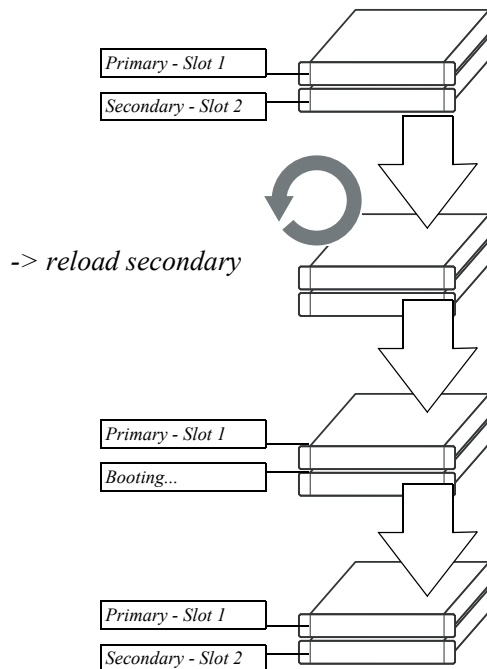 Primary - Slot 1
Secondary - Slot 2
-> reload secondary
Primary - Slot 1
Booting...
Primary - Slot 1
Secondary - Slot 2